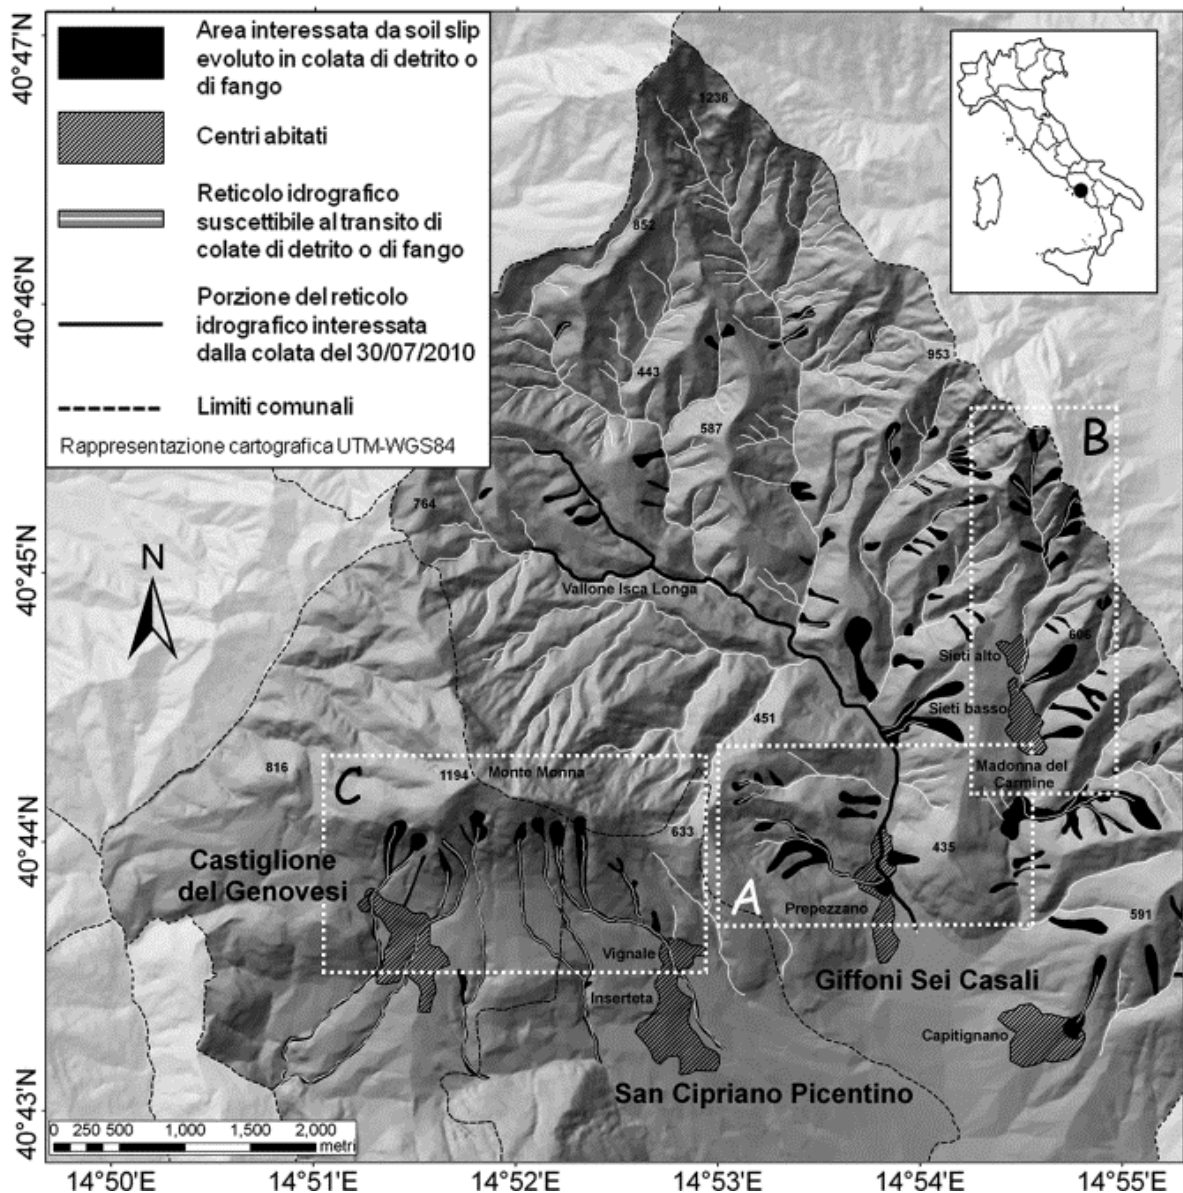 Area interessata da soil slip
evoluto in colata di detrito o
di fango
Centri abitati
Reticolo idrografico
suscettibile al transito di
colate di detrito o di fango
Porzione del reticolo
idrografico interessata
dalla colata del 30/07/2010
Limiti comunali
Rappresentazione cartografica UTM-WGS84
40°47'N
40°46'N
40°45'N
40°44'N
40°43'N
N
1236
852
443
953
587
B
764
Vallone Isca Longa
606
Sieti alto
Sieti basso
451
816
C
1194
Monte Monna
Madonna del
Carmine
633
435
Castiglione
del Genovesi
A
Prepezzano
591
Vignale
Giffoni Sei Casali
Inserteta
Capitignano
San Cipriano Picentino
0 250 500 1,000 1,500 2,000
metri
14°50'E 14°51'E 14°52'E 14°53'E 14°54'E 14°55'E